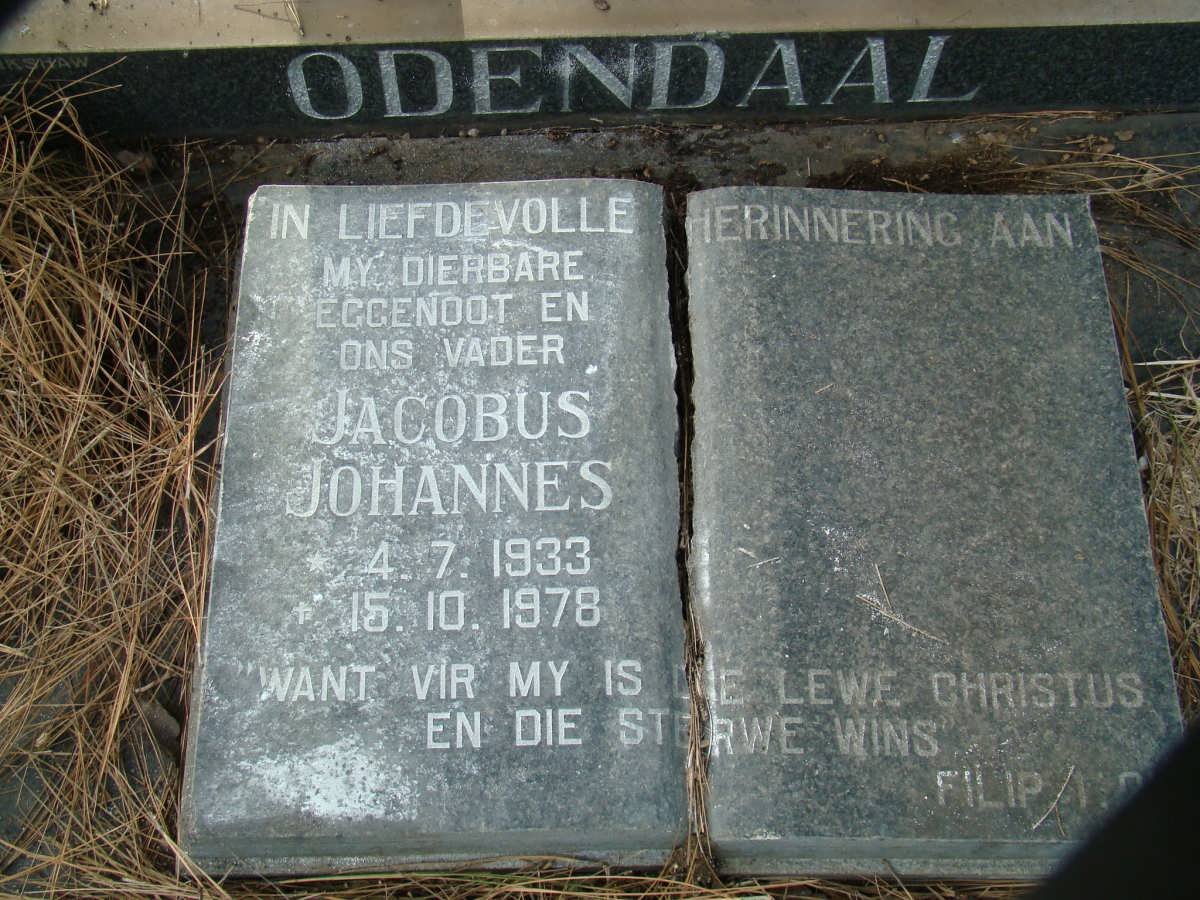 ODENDAAL
IN LIEFDEVOLLE HERINNERING AAN
MY DIERBARE
EGGENOOT EN
ONS VADER
JACOBUS
JOHANNES
* 4. 7. 1933
+ 15. 10. 1978
"WANT VIR MY IS DIE LEWE CHRISTUS
EN DIE STERWE WINS"
FILIP